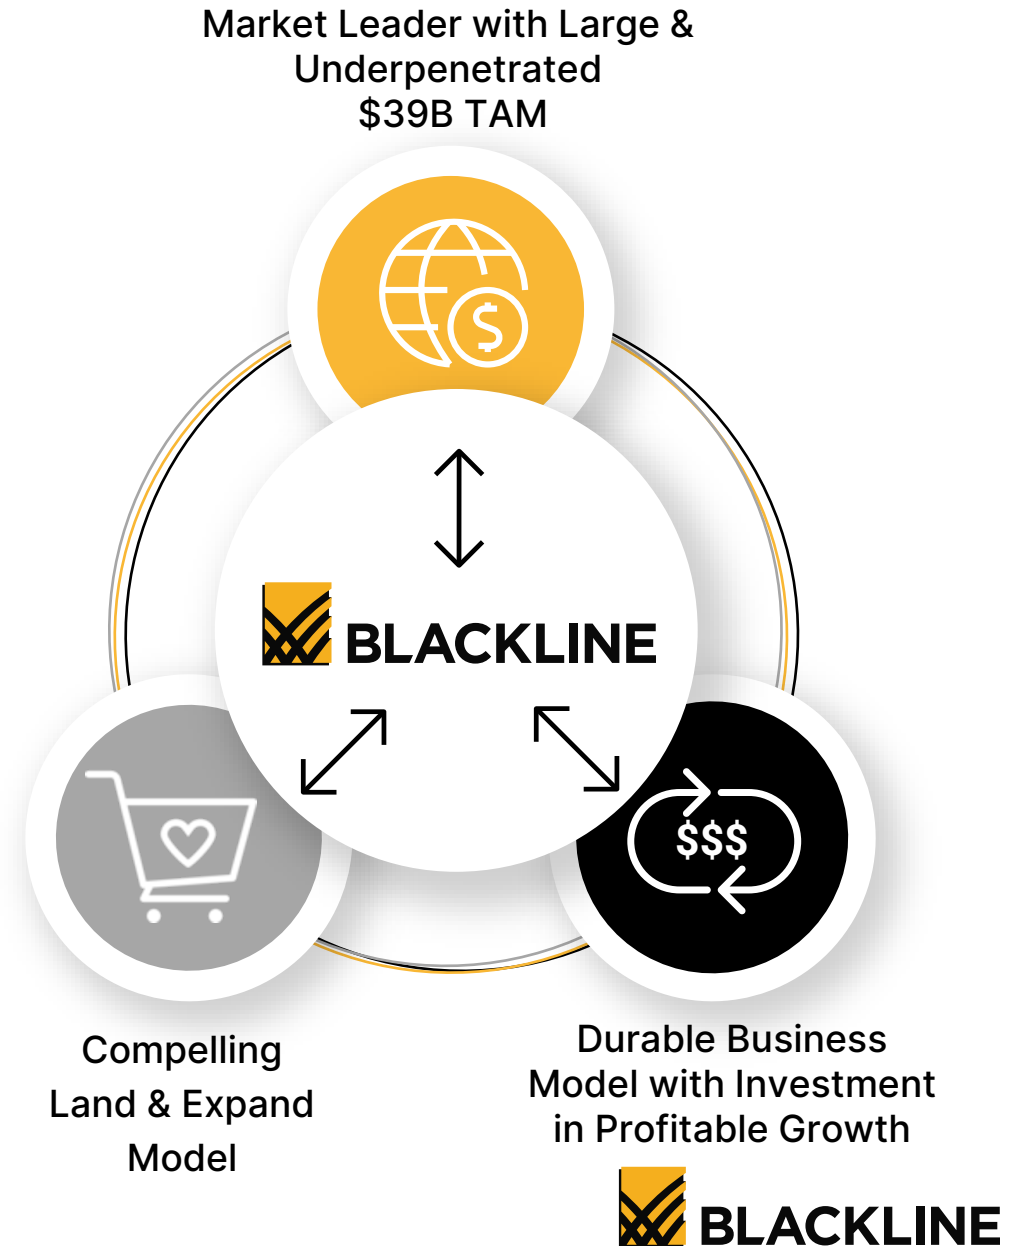 Market Leader with Large &
Underpenetrated
$39B TAM
$
BLACKLINE
$$$
Compelling
Land & Expand
Model
Durable Business
Model with Investment
in Profitable Growth
BLACKLINE